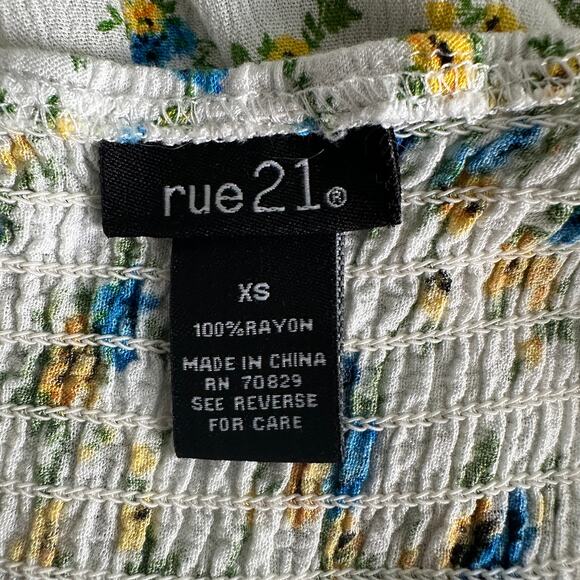 rue21®
XS
100%RAYON
MADE IN CHINA
RN 70829
SEE REVERSE
FOR CARE